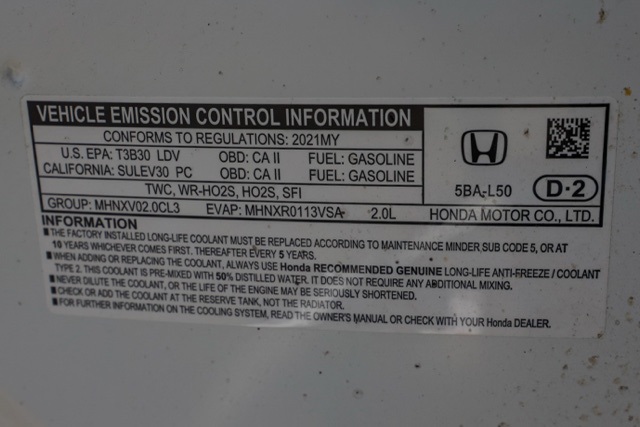 VEHICLE EMISSION CONTROL INFORMATION
CONFORMS TO REGULATIONS: 2021MY
U.S. EPA: T3B30 LDV OBD: CA II FUEL: GASOLINE
CALIFORNIA: SULEV30 PC OBD: CA II FUEL: GASOLINE
TWC, WR-HO2S, HO2S, SFI
GROUP: MHNXV02.0CL3 EVAP: MHNXR0113VSA 2.0L
5BA-L50 D-2
HONDA MOTOR CO., LTD.
INFORMATION
■ THE FACTORY INSTALLED LONG-LIFE COOLANT MUST BE REPLACED ACCORDING TO MAINTENANCE MINDER SUB CODE 5, OR AT
10 YEARS WHICHEVER COMES FIRST. THEREAFTER EVERY 5 YEARS.
■ WHEN ADDING OR REPLACING THE COOLANT, ALWAYS USE Honda RECOMMENDED GENUINE LONG-LIFE ANTI-FREEZE / COOLANT
TYPE 2. THIS COOLANT IS PRE-MIXED WITH 50% DISTILLED WATER. IT DOES NOT REQUIRE ANY ADDITIONAL MIXING.
■ NEVER DILUTE THE COOLANT, OR THE LIFE OF THE ENGINE MAY BE SERIOUSLY SHORTENED.
■ CHECK OR ADD THE COOLANT AT THE RESERVE TANK, NOT THE RADIATOR.
■ FOR FURTHER INFORMATION ON THE COOLING SYSTEM, READ THE OWNER'S MANUAL OR CHECK WITH YOUR Honda DEALER.